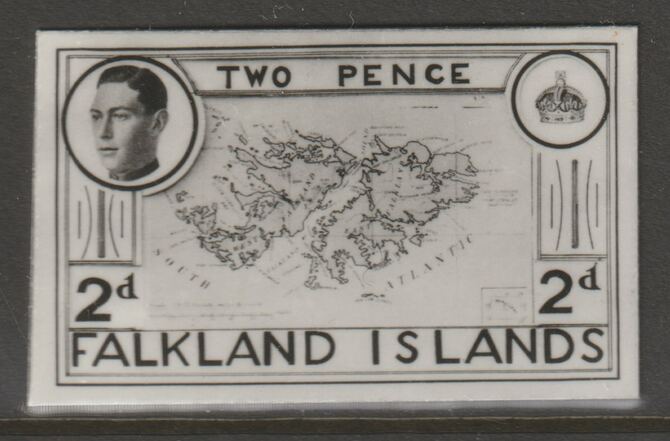 TWO PENCE
SOUTH
ATLANTIC
2d
2d
FALKLAND ISLANDS